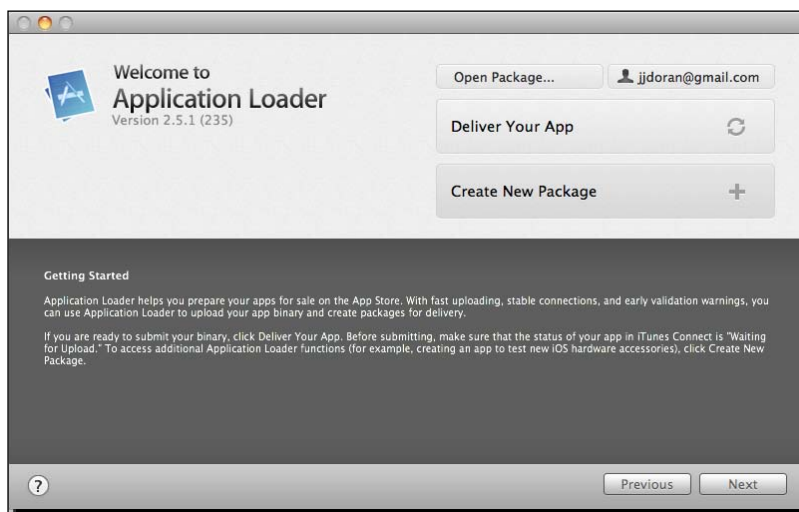 Welcome to
Application Loader
Version 2.5.1 (235)
Open Package...
jjdoran@gmail.com
Deliver Your App
Create New Package
Getting Started
Application Loader helps you prepare your apps for sale on the App Store. With fast uploading, stable connections, and early validation warnings, you
can use Application Loader to upload your app binary and create packages for
delivery.
If you are ready to submit your binary, click Deliver Your App. Before submitting, make sure that the status of your app in iTunes Connect is "Waiting
for Upload." To access additional Application Loader functions (for example, creating an app to test new iOS hardware accessories), click Create New
Package.
?
Previous
Next